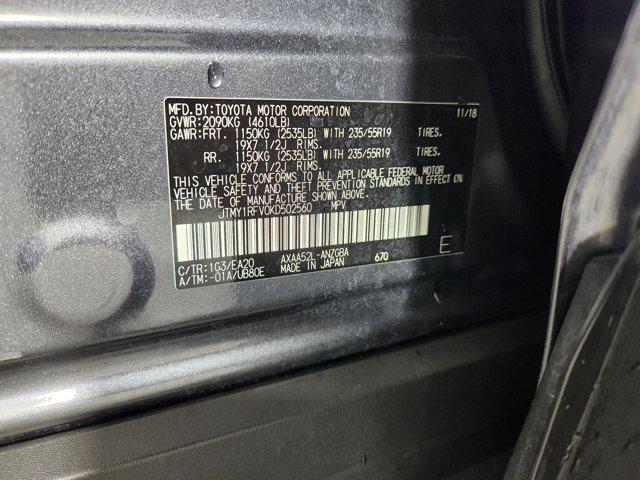 MFD. BY: TOYOTA MOTOR CORPORATION 11/18
GVWR: 2090KG (4610LB)
GAWR: FRT. 1150KG (2535LB) WITH 235/55R19 TIRES.
19X7 1/2J RIMS.
RR. 1150KG (2535LB) WITH 235/55R19 TIRES.
19X7 1/2J RIMS.
THIS VEHICLE CONFORMS TO ALL APPLICABLE FEDERAL MOTOR
VEHICLE SAFETY AND THEFT PREVENTION STANDARDS IN EFFECT ON
THE DATE OF MANUFACTURE SHOWN ABOVE.
JTMY1RFV0KD502560 MPV
E
C/TR: 1G3/EA20 AXAA52L-ANZGBA
A/TM: -01A/UB80E MADE IN JAPAN 670